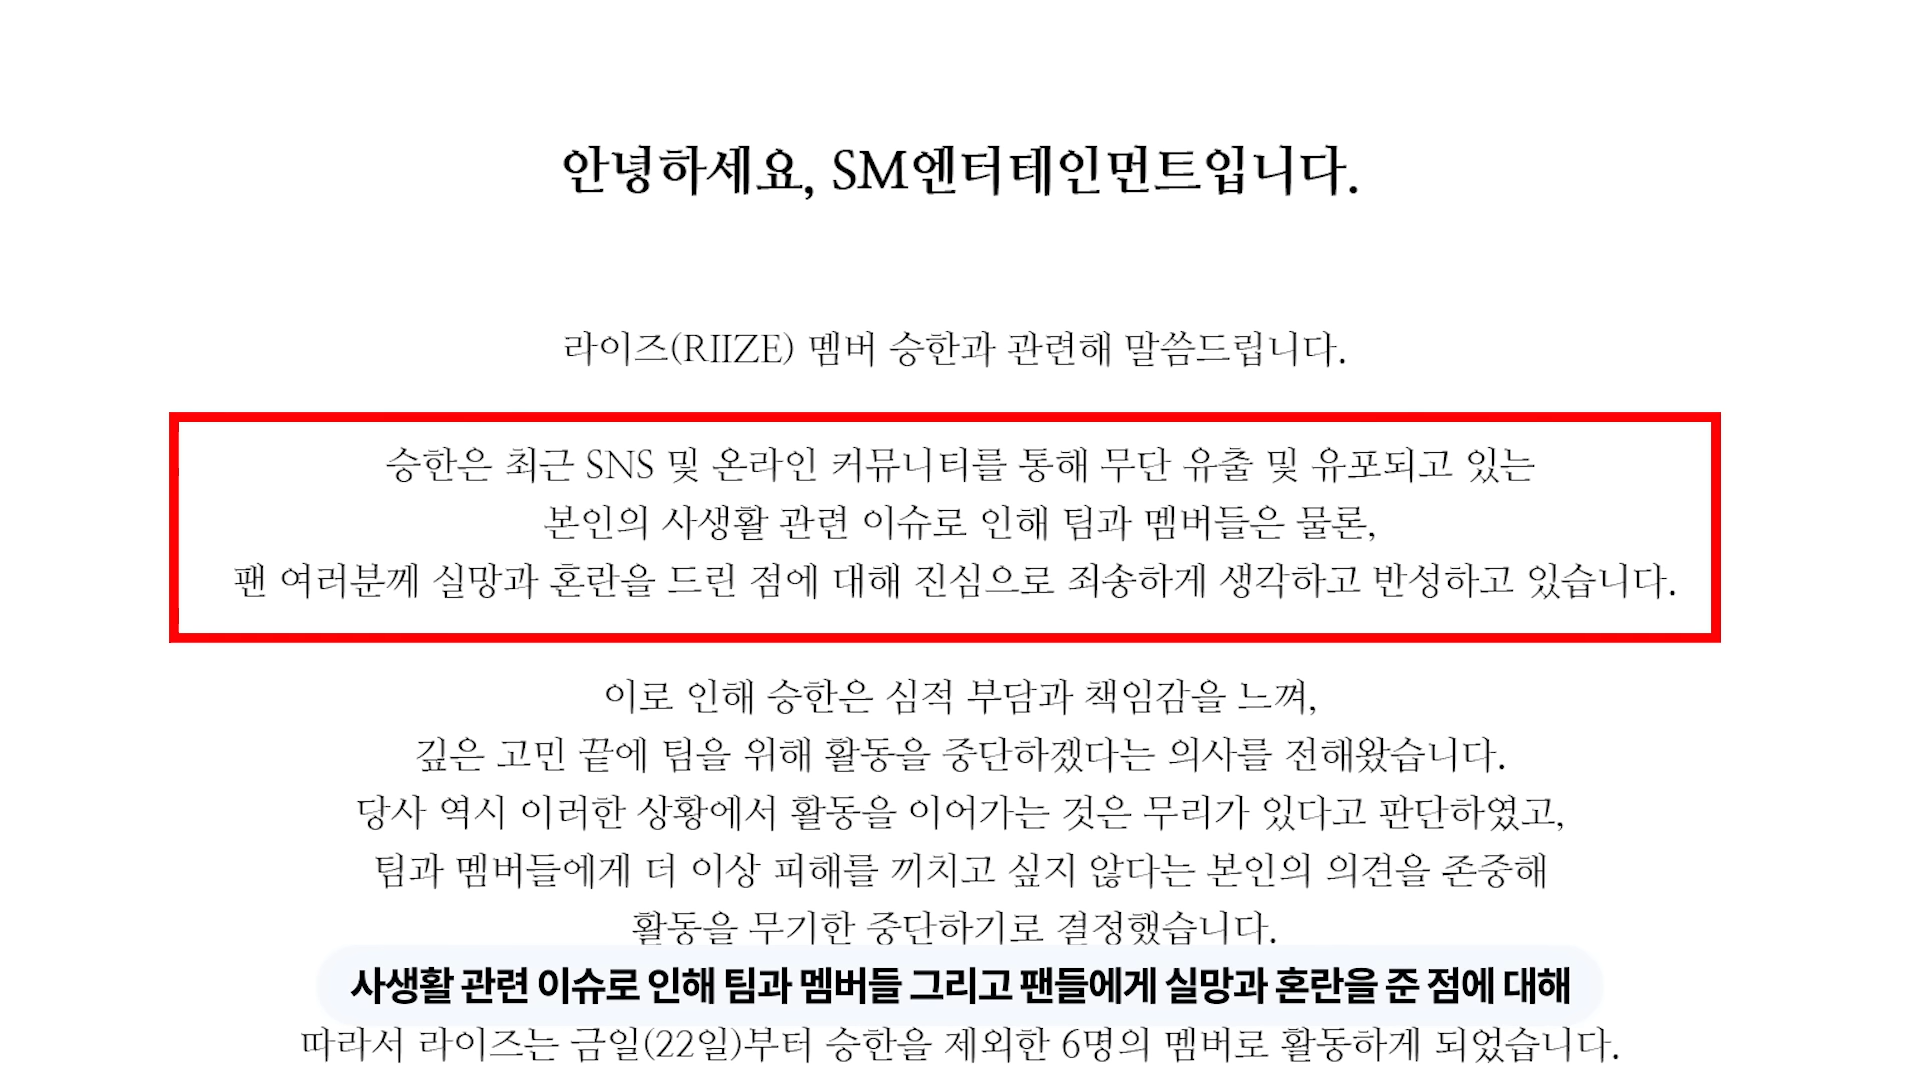 안녕하세요, SM엔터테인먼트입니다.
라이즈(RIIZE) 멤버 승한과 관련해 말씀드립니다.
승한은 최근 SNS 및 온라인 커뮤니티를 통해 무단 유출 및 유포되고 있는
본인의 사생활 관련 이슈로 인해 팀과 멤버들은 물론,
팬 여러분께 실망과 혼란을 드린 점에 대해 진심으로 죄송하게 생각하고 반성하고 있습니다.
이로 인해 승한은 심적 부담과 책임감을 느껴,
깊은 고민 끝에 팀을 위해 활동을 중단하겠다는 의사를 전해왔습니다.
당사 역시 이러한 상황에서 활동을 이어가는 것은 무리가 있다고 판단하였고,
팀과 멤버들에게 더 이상 피해를 끼치고 싶지 않다는 본인의 의견을 존중해
활동을 무기한 중단하기로 결정했습니다.
사생활 관련 이슈로 인해 팀과 멤버들 그리고 팬들에게 실망과 혼란을 준 점에 대해
따라서 라이즈는 금일(22일)부터 승한을 제외한 6명의 멤버로 활동하게 되었습니다.